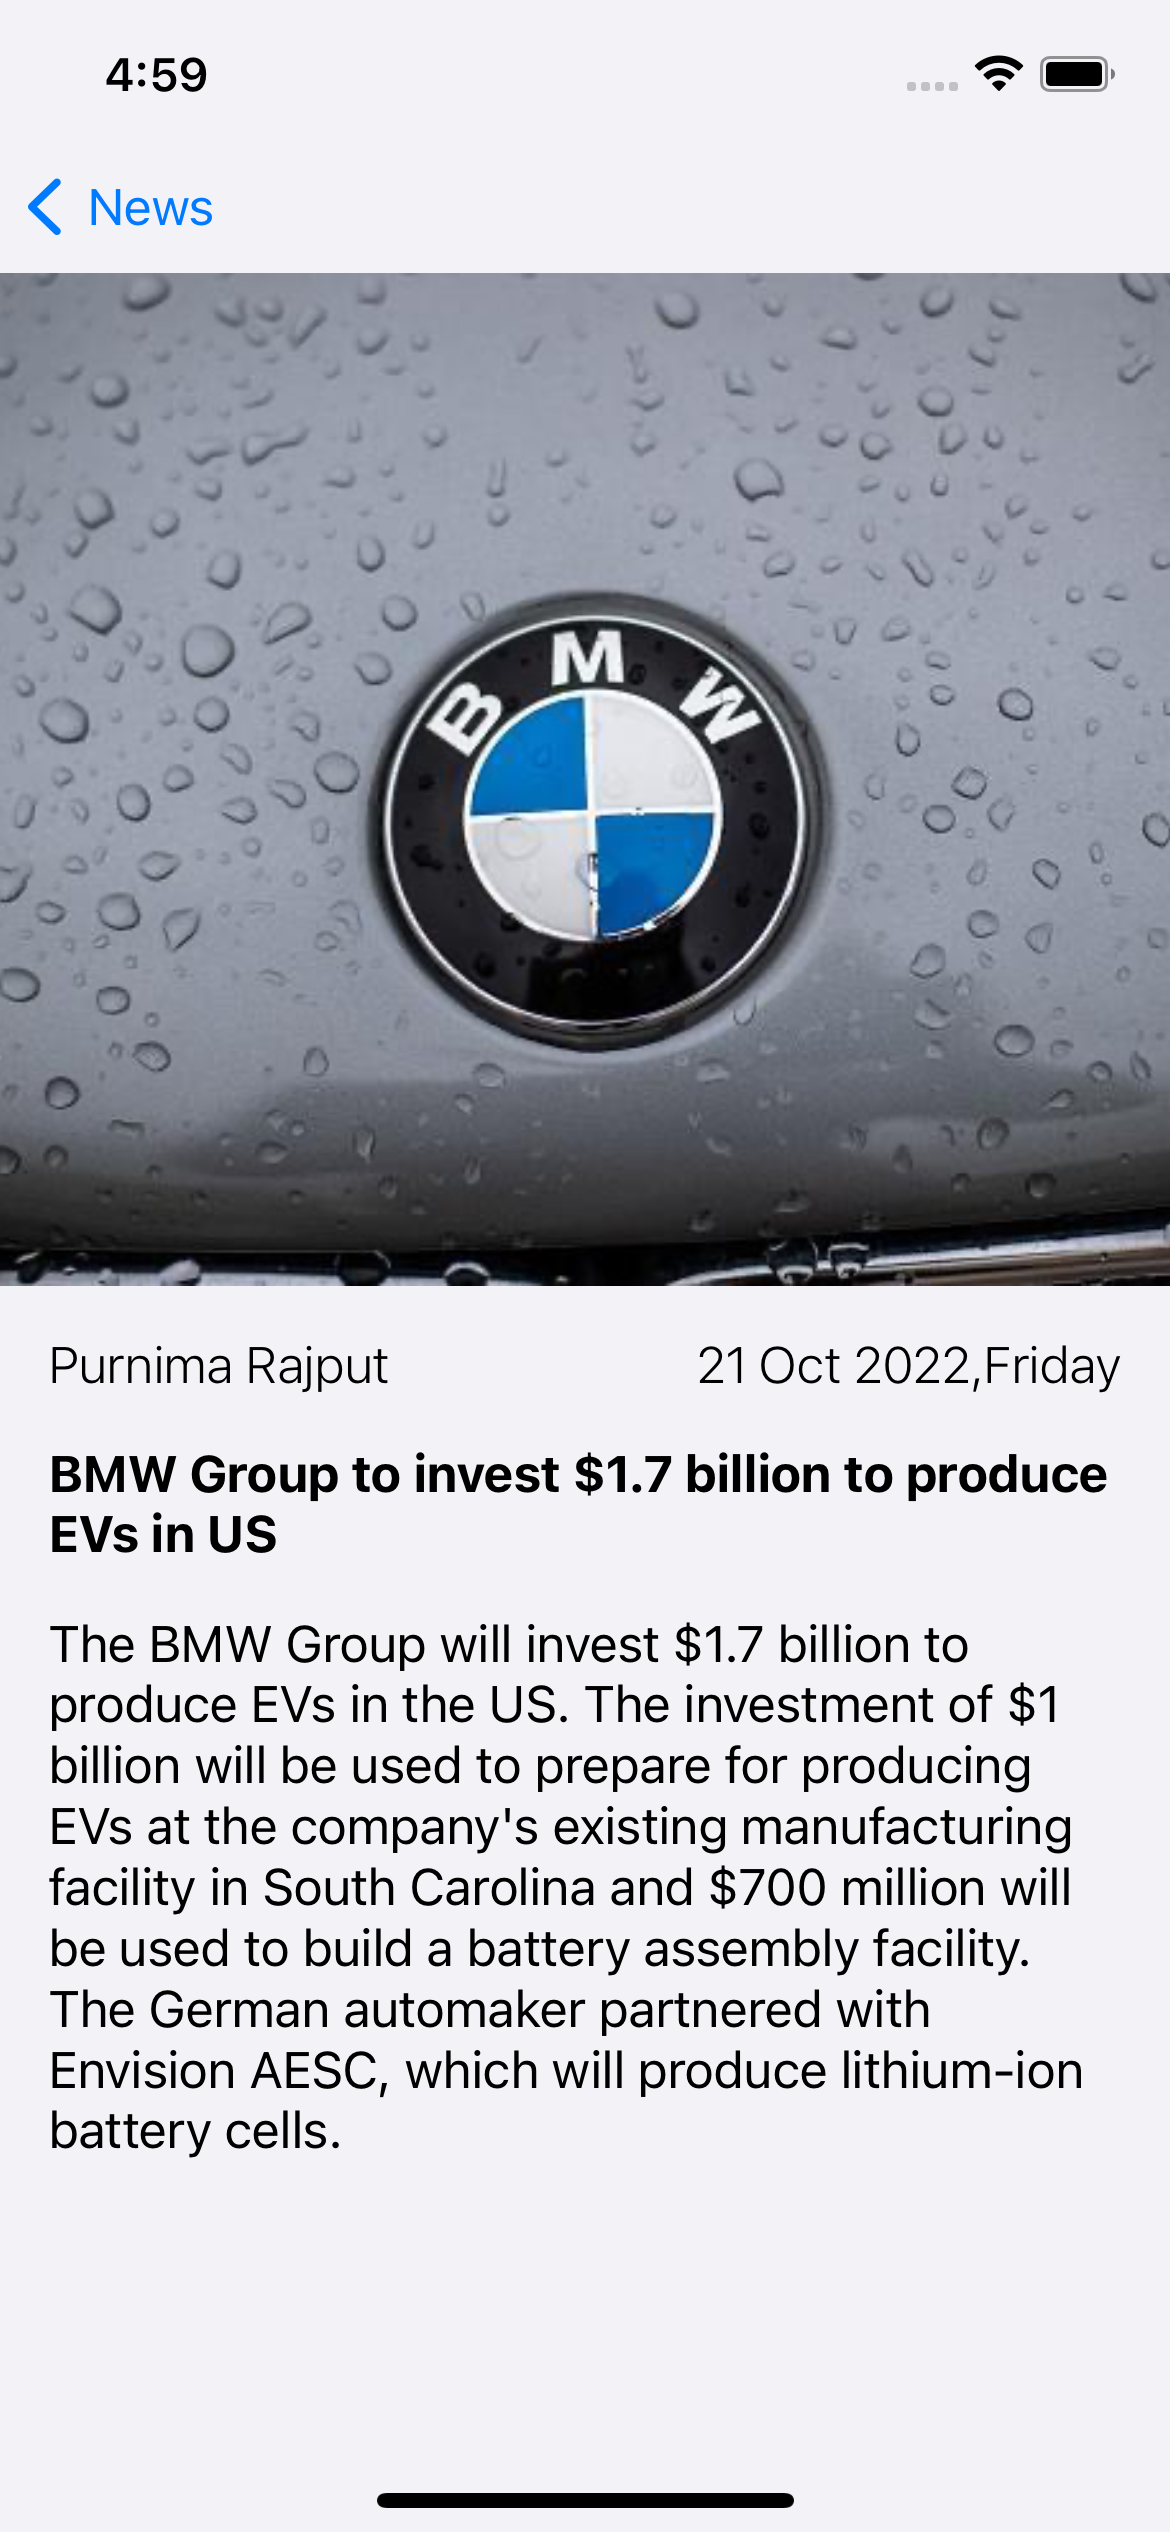 4:59
News
B M W
Purnima Rajput
21 Oct 2022,Friday
BMW Group to invest $1.7 billion to produce
EVs in US
The BMW Group will invest $1.7 billion to
produce EVs in the US. The investment of $1
billion will be used to prepare for producing
EVs at the company's existing manufacturing
facility in South Carolina and $700 million will
be used to build a battery assembly facility.
The German automaker partnered with
Envision AESC, which will produce lithium-ion
battery cells.